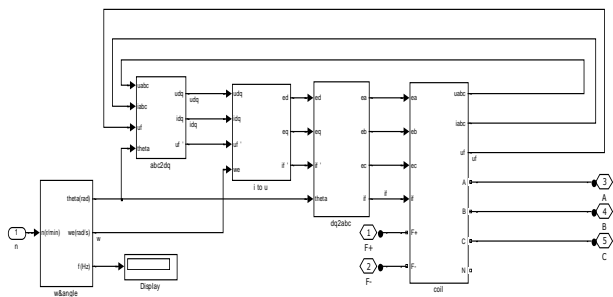 uabc
iabc
uf
theta
udq
idq
uf '
abc2dq
udq
idq
udq
idq
uf '
we
ed
eq
if '
i to u
ed
eq
if '
theta
ea
eb
ec
if
dq2abc
if
ea
eb
ec
if
F+
F-
uabc
iabc
uf
A
B
C
N
coil
uf
3
A
4
B
5
C
1
F+
2
F-
1
n
n(r/min)
theta(rad)
we(rad/s)
f(Hz)
w&angle
w
Display